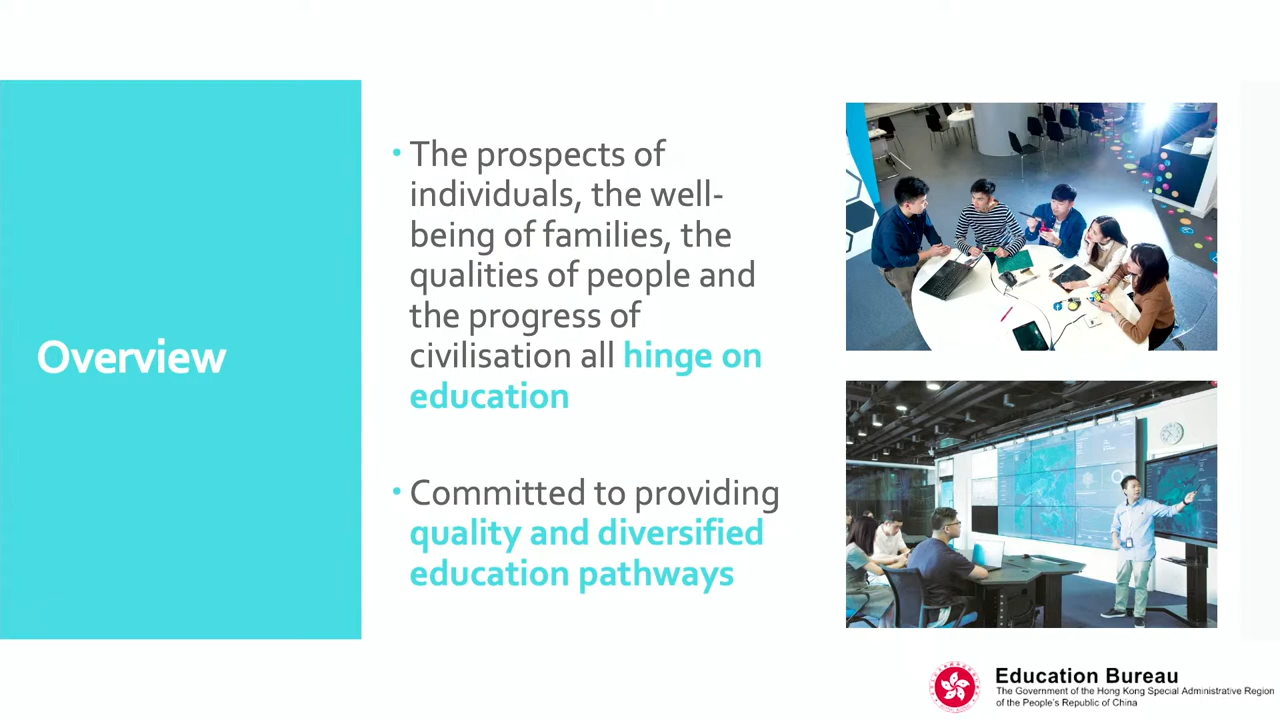 Overview
• The prospects of
individuals, the well-
being of families, the
qualities of people and
the progress of
civilisation all hinge on
education
• Committed to providing
quality and diversified
education pathways
Education Bureau
The Government of the Hong Kong Special Administrative Region
of the People's Republic of China